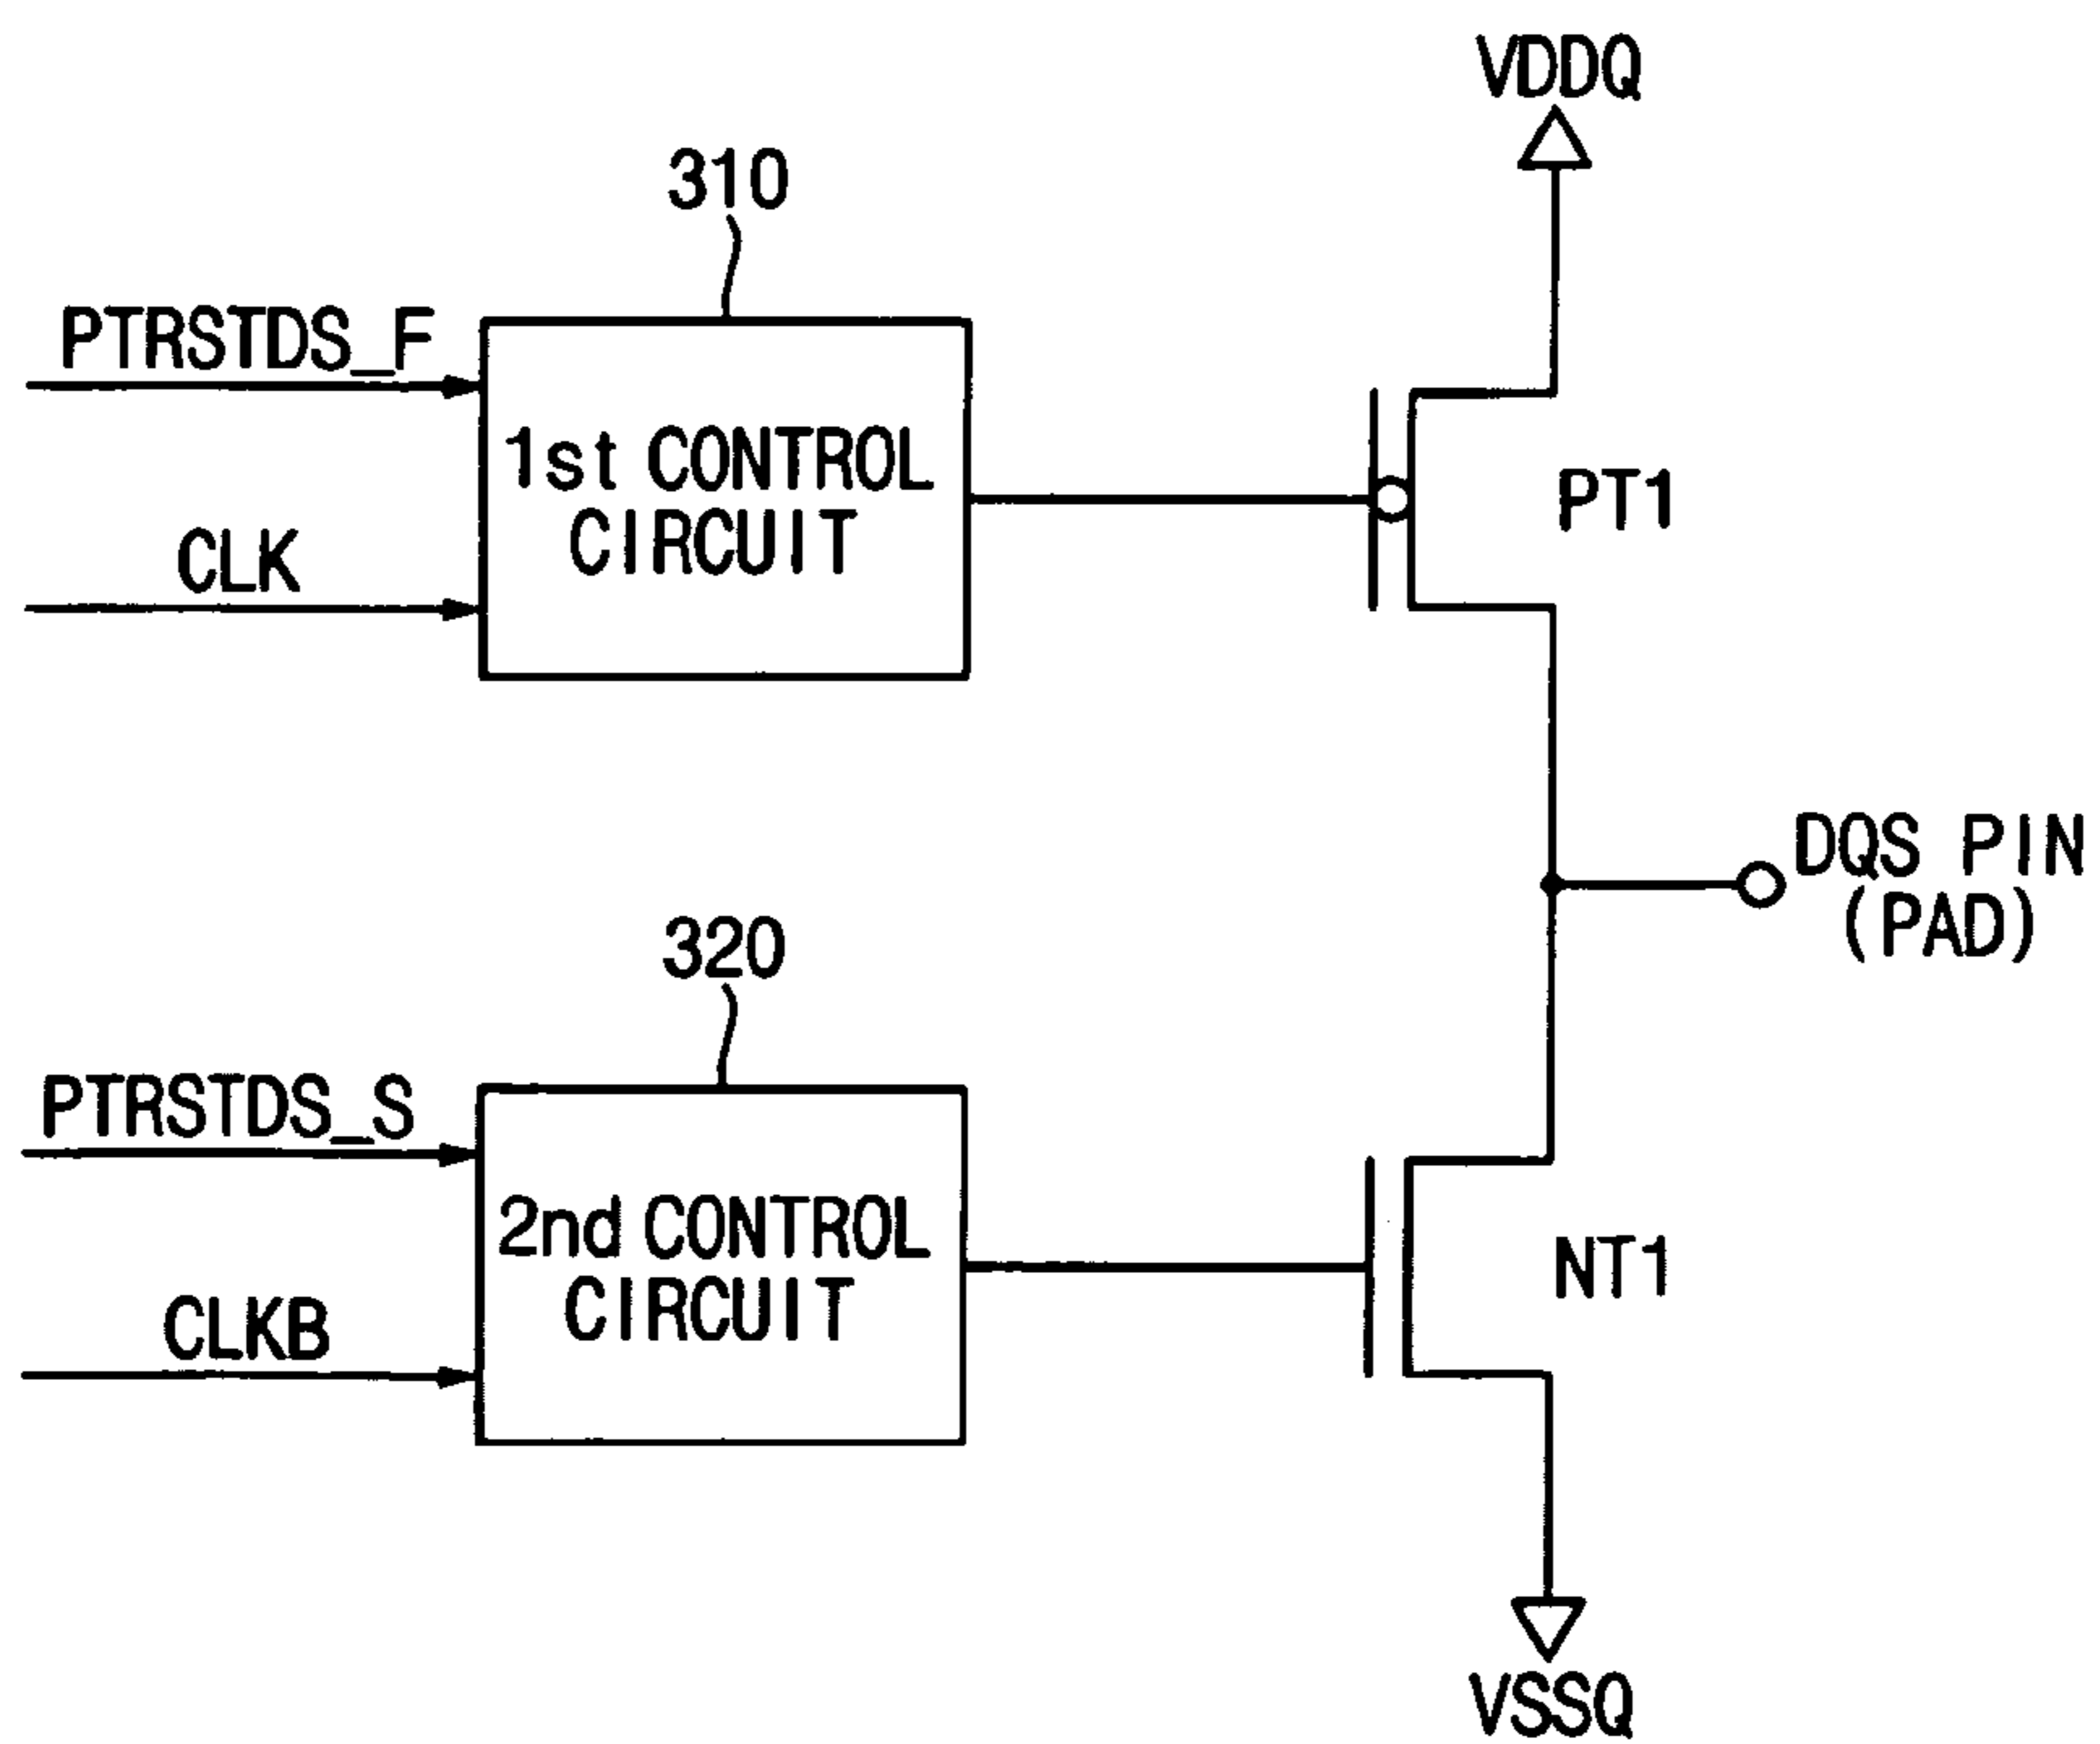 VDDQ
310
PTRSTDS_F
1st CONTROL
CIRCUIT
CLK
PT1
DQS PIN
(PAD)
320
PTRSTDS_S
2nd CONTROL
CIRCUIT
CLKB
NT1
VSSQ